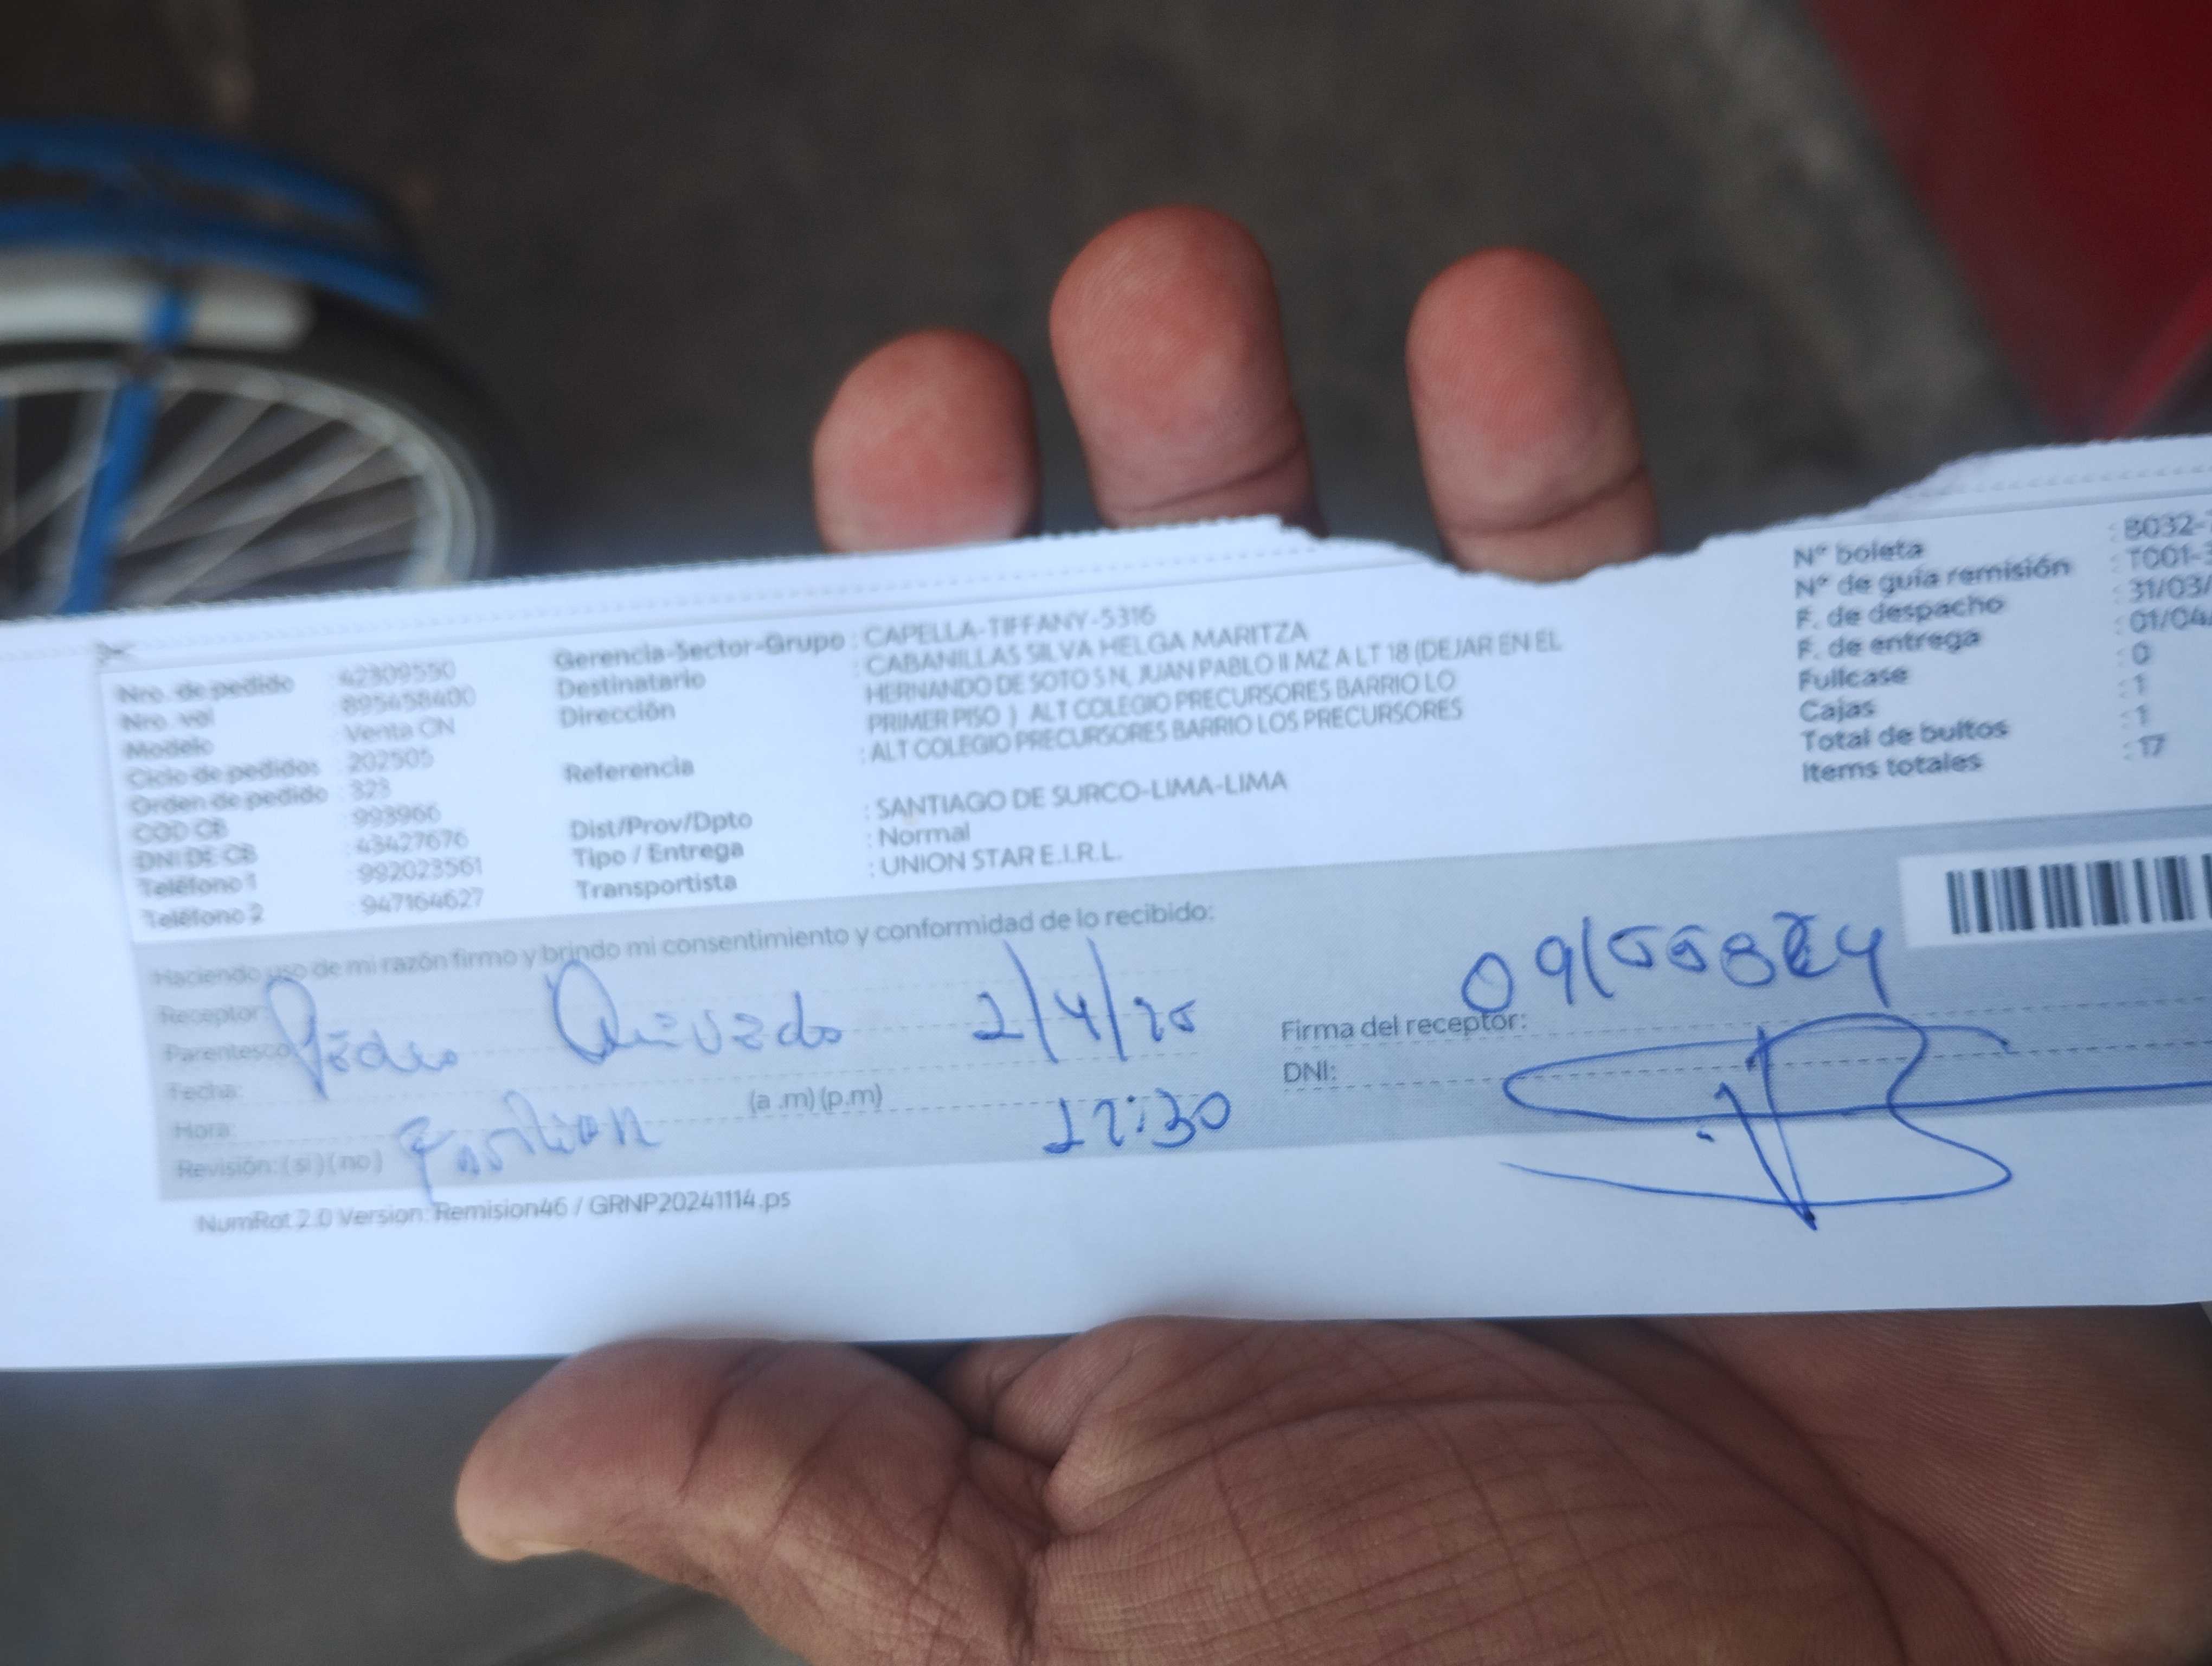 Nro. de pedido : 42309550
Nro. vol : 895458400
Modelo : Venta CN
Ciclo de pedidos : 202505
Orden de pedido : 323
COD CB : 993966
DNI DE CB : 43427676
Teléfono 1 : 992023561
Teléfono 2 : 947164627
Gerencia-Sector-Grupo : CAPELLA-TIFFANY-5316
Destinatario : CABANILLAS SILVA HELGA MARITZA
Dirección : HERNANDO DE SOTO S N, JUAN PABLO II MZ A LT 18 (DEJAR EN EL
PRIMER PISO ) ALT COLEGIO PRECURSORES BARRIO LO
Referencia : ALT COLEGIO PRECURSORES BARRIO LOS PRECURSORES
Dist/Prov/Dpto : SANTIAGO DE SURCO-LIMA-LIMA
Tipo / Entrega : Normal
Transportista : UNION STAR E.I.R.L.
N° boleta : B032-
N° de guía remisión : T001-3
F. de despacho : 31/03/
F. de entrega : 01/04/
Fullcase : 0
Cajas : 1
Total de bultos : 1
Items totales : 17
Haciendo uso de mi razón firmo y brindo mi consentimiento y conformidad de lo recibido:
Receptor:
Parentesco
Pedro Quevedo 2/4/25
Fecha:
Hora: (a .m) (p.m)
Revisión: ( si ) ( no )
Firma del receptor:
DNI:
NumRot 2.0 Version: Remision46 / GRNP20241114.ps